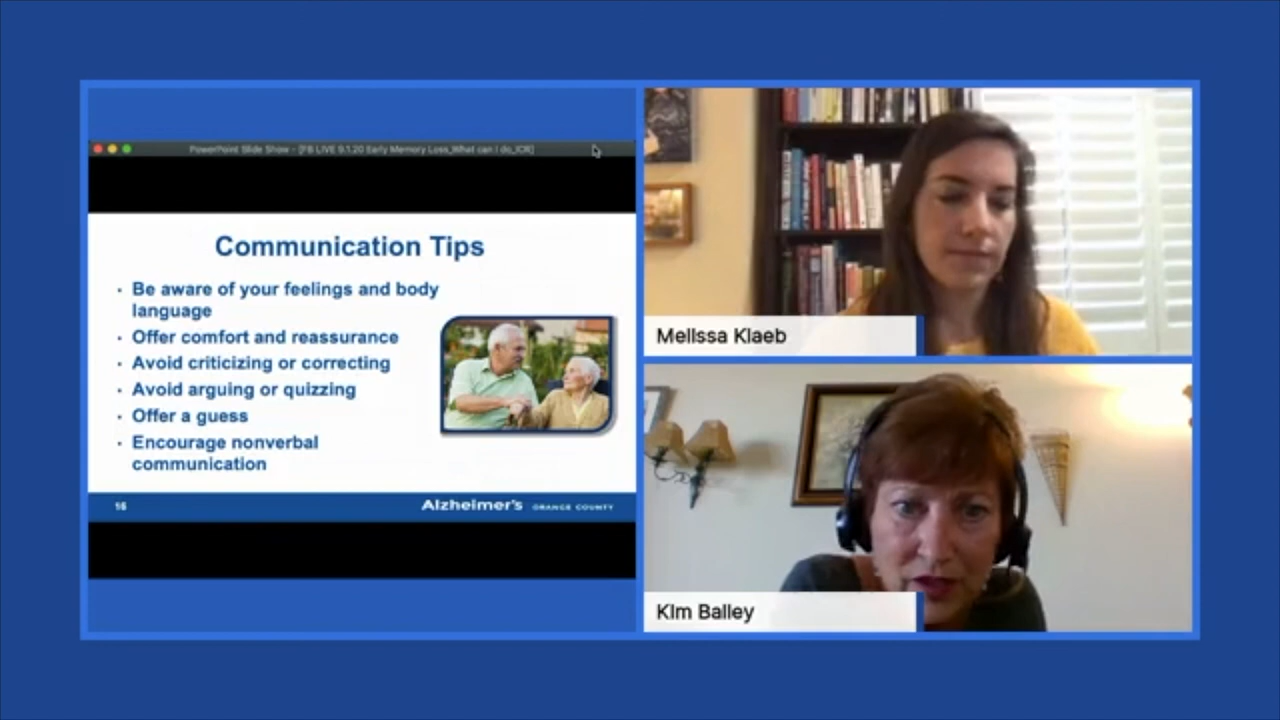 PowerPoint Slide Show - [FB LIVE 9.1.20 Early Memory Loss_What can I do_ICR]
Communication Tips
• Be aware of your feelings and body
language
• Offer comfort and reassurance
• Avoid criticizing or correcting
• Avoid arguing or quizzing
• Offer a guess
• Encourage nonverbal
communication
16
Alzheimer's ORANGE COUNTY
Melissa Klaeb
Kim Bailey